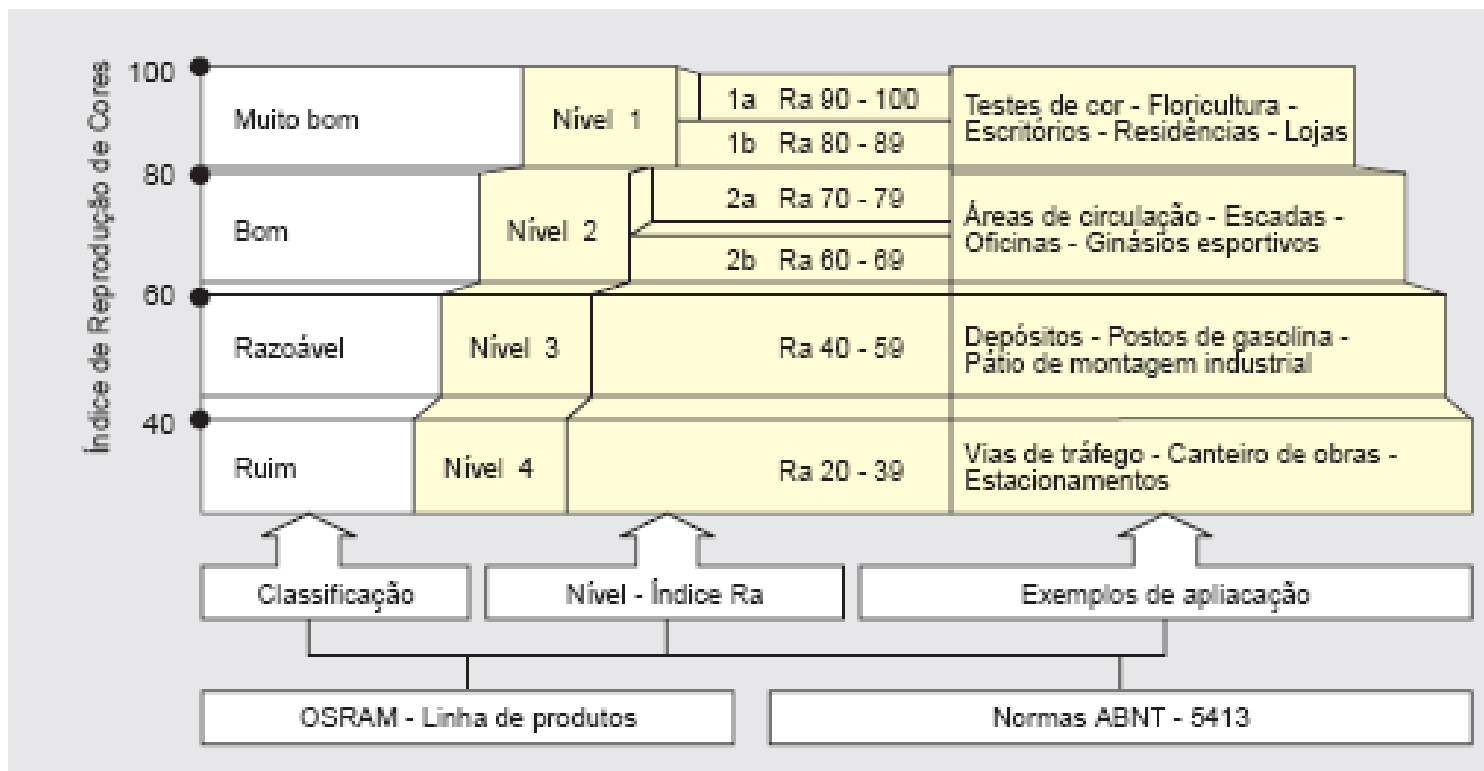 Índice de Reprodução de Cores
100
Muito bom
Nível 1
1a Ra 90 - 100
1b Ra 80 - 89
Testes de cor - Floricultura -
Escritórios - Residências - Lojas
80
Bom
Nível 2
2a Ra 70 - 79
2b Ra 60 - 69
Áreas de circulação - Escadas -
Oficinas - Ginásios esportivos
60
Razoável
Nível 3
Ra 40 - 59
Depósitos - Postos de gasolina -
Pátio de montagem industrial
40
Ruim
Nível 4
Ra 20 - 39
Vias de tráfego - Canteiro de obras -
Estacionamentos
Classificação
Nível - Índice Ra
Exemplos de apliacação
OSRAM - Linha de produtos
Normas ABNT - 5413